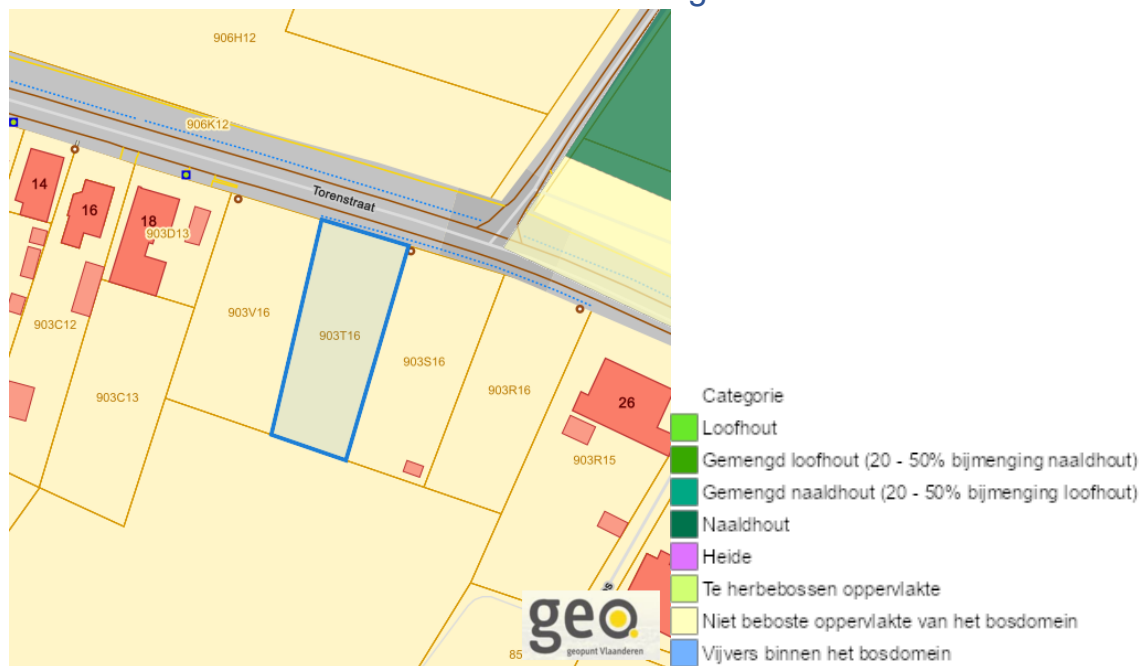 906H12
906K12
Torenstraat
14
16
18
903D13
903V16
903T16
903C12
903S16
903C13
903R16
26
903R15
geo
geopunt Vlaanderen
Categorie
Loofhout
Gemengd loofhout (20 - 50% bijmenging naaldhout)
Gemengd naaldhout (20 - 50% bijmenging loofhout)
Naaldhout
Heide
Te herbebossen oppervlakte
Niet beboste oppervlakte van het bosdomein
Vijvers binnen het bosdomein